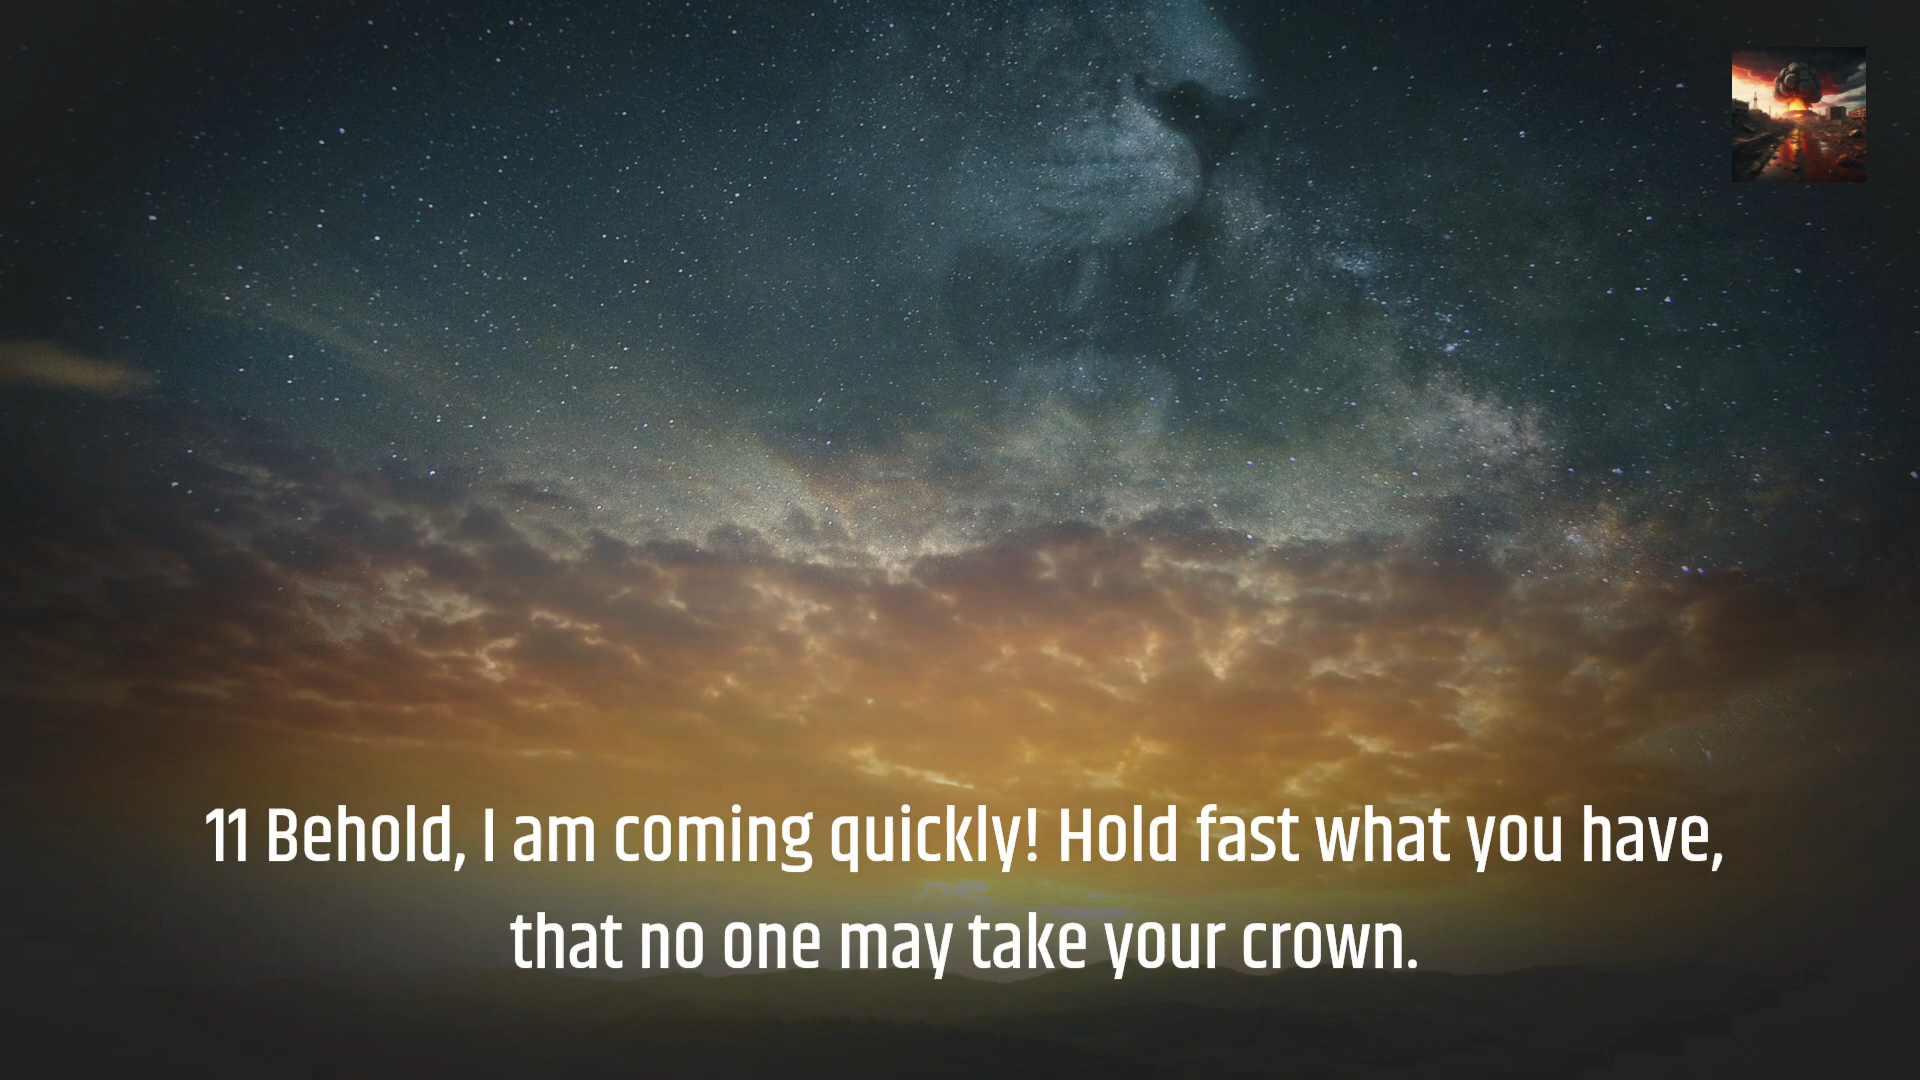 11 Behold, I am coming quickly! Hold fast what you have,
that no one may take your crown.